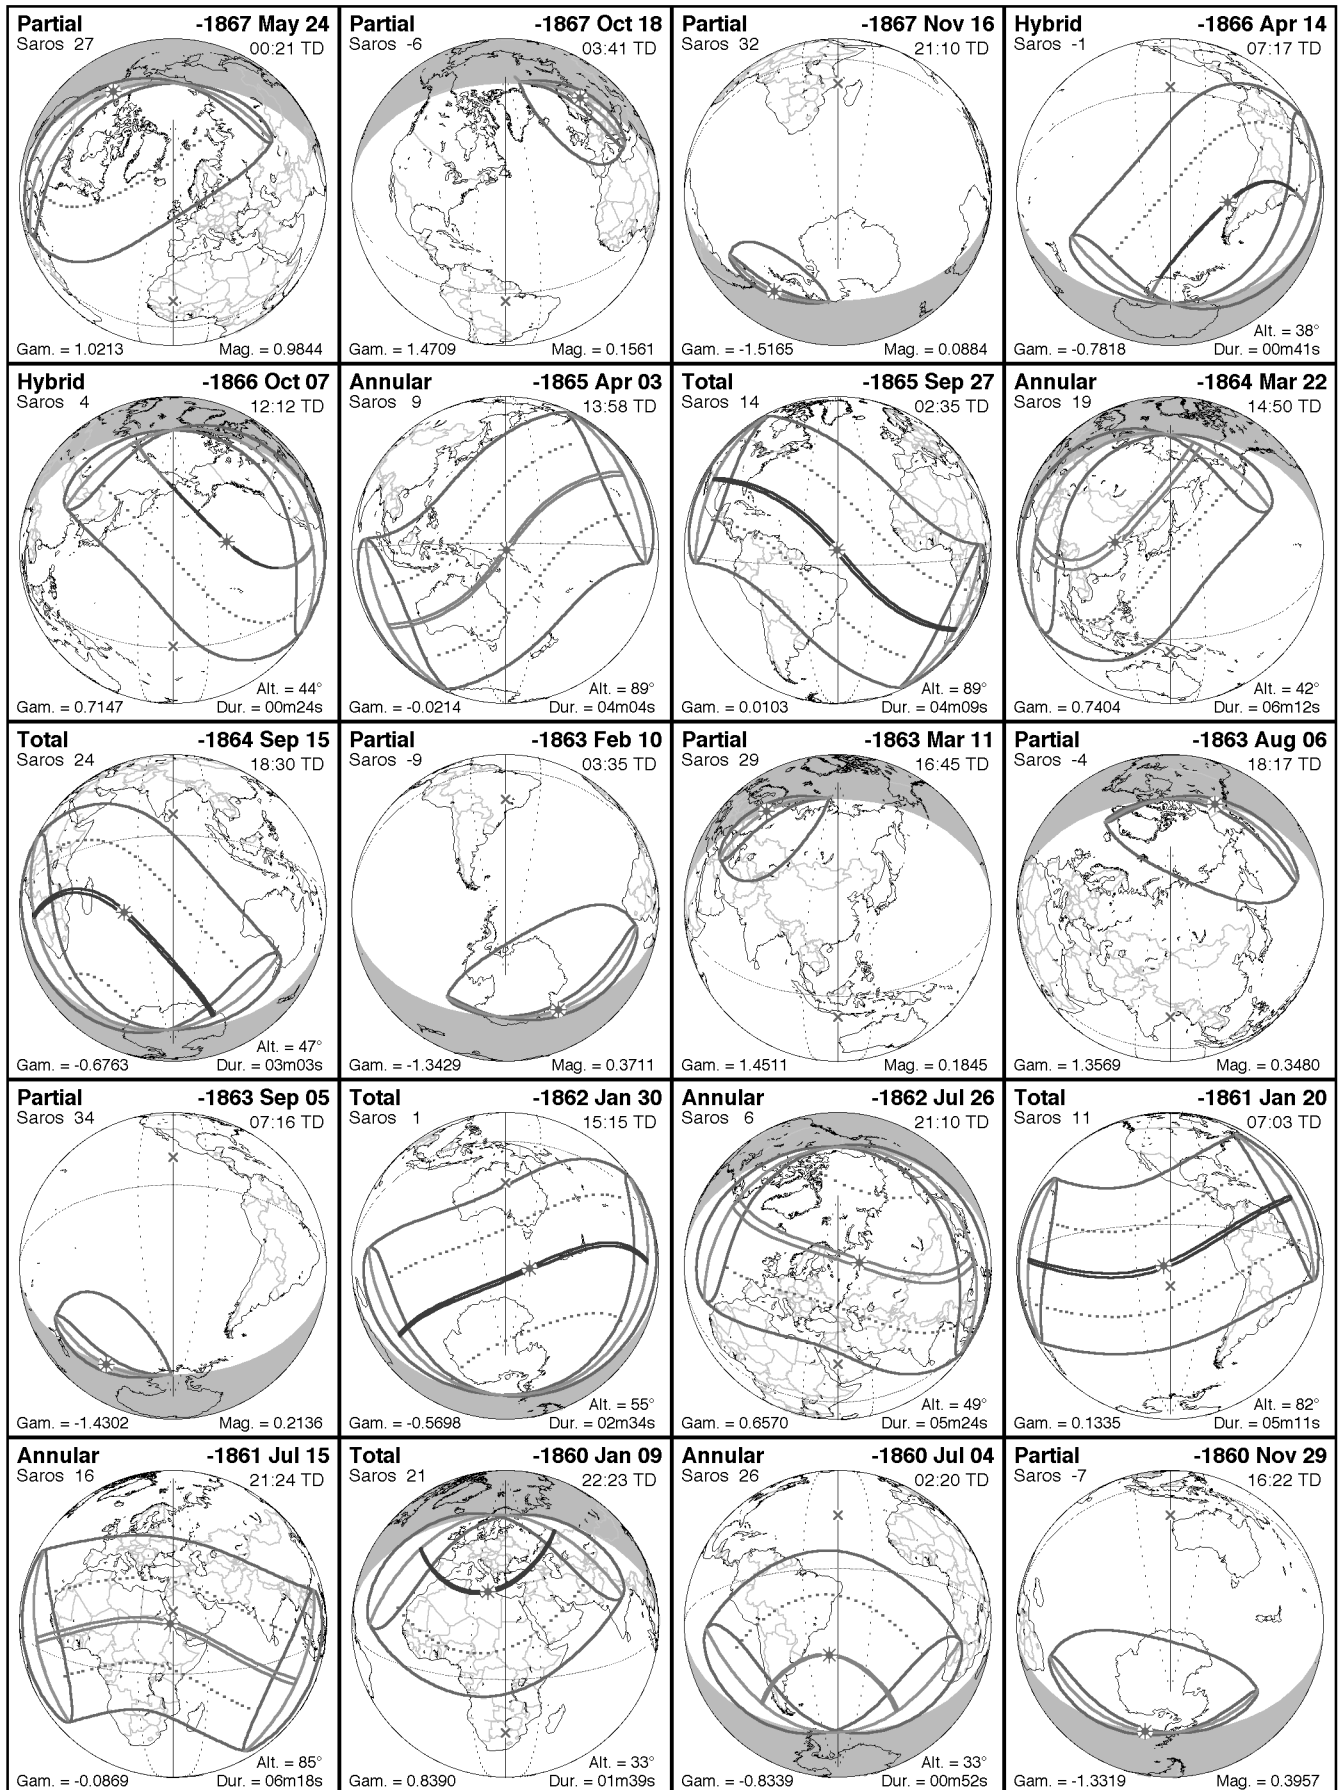 Partial -1867 May 24
Saros 27 00:21 TD
Gam. = 1.0213 Mag. = 0.9844
Partial -1867 Oct 18
Saros -6 03:41 TD
Gam. = 1.4709 Mag. = 0.1561
Partial -1867 Nov 16
Saros 32 21:10 TD
Gam. = -1.5165 Mag. = 0.0884
Hybrid -1866 Apr 14
Saros -1 07:17 TD
Alt. = 38°
Gam. = -0.7818 Dur. = 00m41s
Hybrid -1866 Oct 07
Saros 4 12:12 TD
Alt. = 44°
Gam. = 0.7147 Dur. = 00m24s
Annular -1865 Apr 03
Saros 9 13:58 TD
Alt. = 89°
Gam. = -0.0214 Dur. = 04m04s
Total -1865 Sep 27
Saros 14 02:35 TD
Alt. = 89°
Gam. = 0.0103 Dur. = 04m09s
Annular -1864 Mar 22
Saros 19 14:50 TD
Alt. = 42°
Gam. = 0.7404 Dur. = 06m12s
Total -1864 Sep 15
Saros 24 18:30 TD
Alt. = 47°
Gam. = -0.6763 Dur. = 03m03s
Partial -1863 Feb 10
Saros -9 03:35 TD
Gam. = -1.3429 Mag. = 0.3711
Partial -1863 Mar 11
Saros 29 16:45 TD
Gam. = 1.4511 Mag. = 0.1845
Partial -1863 Aug 06
Saros -4 18:17 TD
Gam. = 1.3569 Mag. = 0.3480
Partial -1863 Sep 05
Saros 34 07:16 TD
Gam. = -1.4302 Mag. = 0.2136
Total -1862 Jan 30
Saros 1 15:15 TD
Alt. = 55°
Gam. = -0.5698 Dur. = 02m34s
Annular -1862 Jul 26
Saros 6 21:10 TD
Alt. = 49°
Gam. = 0.6570 Dur. = 05m24s
Total -1861 Jan 20
Saros 11 07:03 TD
Alt. = 82°
Gam. = 0.1335 Dur. = 05m11s
Annular -1861 Jul 15
Saros 16 21:24 TD
Alt. = 85°
Gam. = -0.0869 Dur. = 06m18s
Total -1860 Jan 09
Saros 21 22:23 TD
Alt. = 33°
Gam. = 0.8390 Dur. = 01m39s
Annular -1860 Jul 04
Saros 26 02:20 TD
Alt. = 33°
Gam. = -0.8339 Dur. = 00m52s
Partial -1860 Nov 29
Saros -7 16:22 TD
Gam. = -1.3319 Mag. = 0.3957